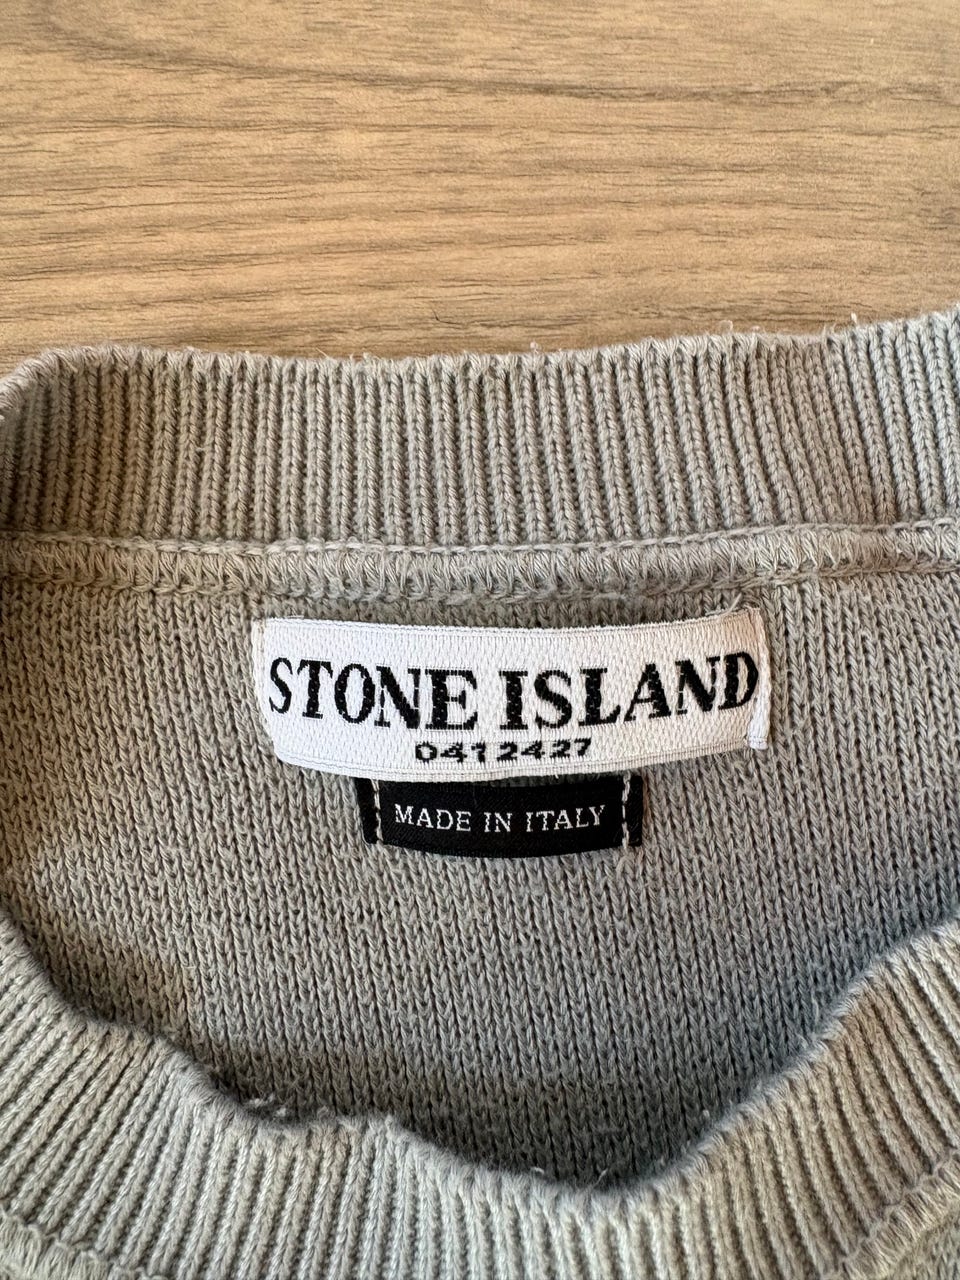 STONE ISLAND
0412427
MADE IN ITALY